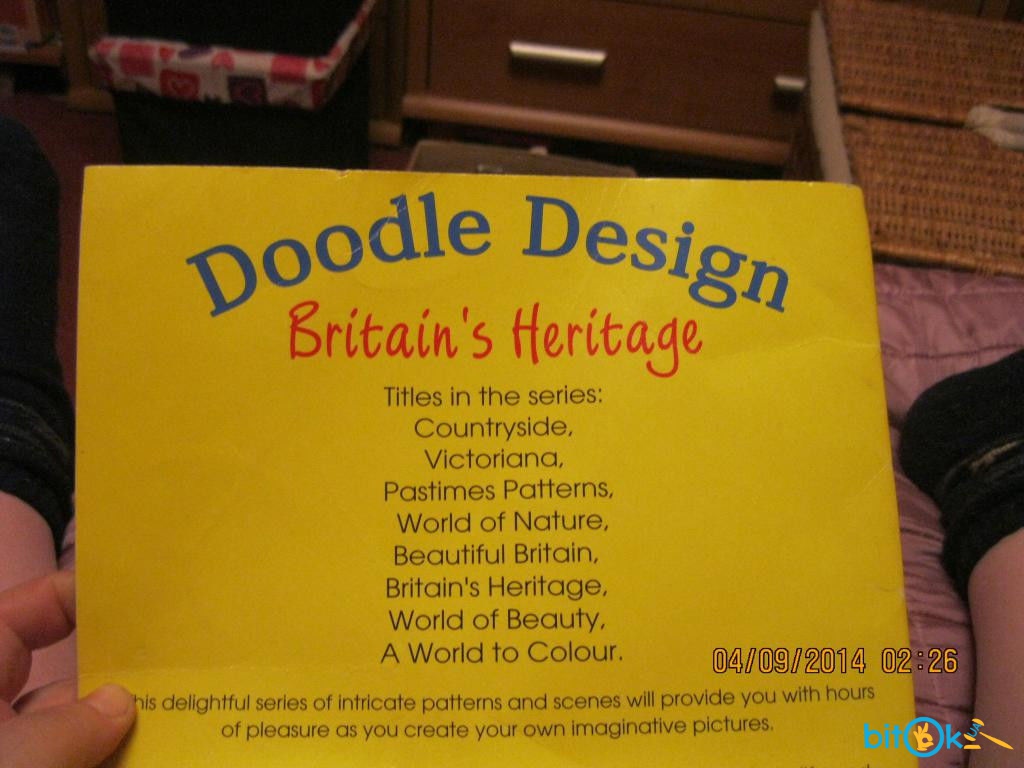 Doodle Design
Britain's Heritage
Titles in the series:
Countryside,
Victoriana,
Pastimes Patterns,
World of Nature,
Beautiful Britain,
Britain's Heritage,
World of Beauty,
A World to Colour.
04/09/2014 02:26
his delightful series of intricate patterns and scenes will provide you with hours
of pleasure as you create your own imaginative pictures.
bitOk
UA